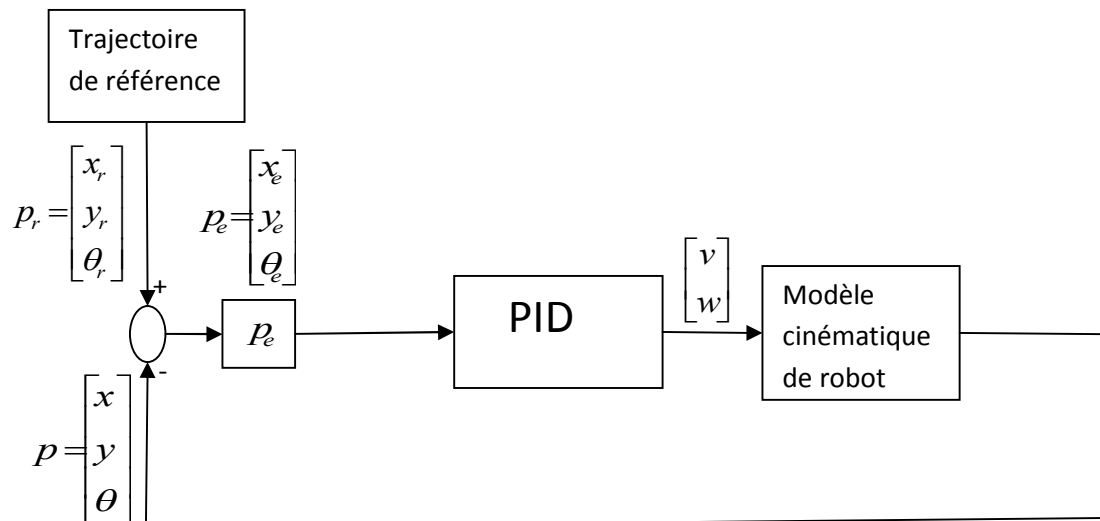 Trajectoire
de référence
p_r = [x_r
y_r
θ_r]
p_e = [x_e
y_e
θ_e]
+
-
p_e
PID
[v
w]
Modèle
cinématique
de robot
p = [x
y
θ]